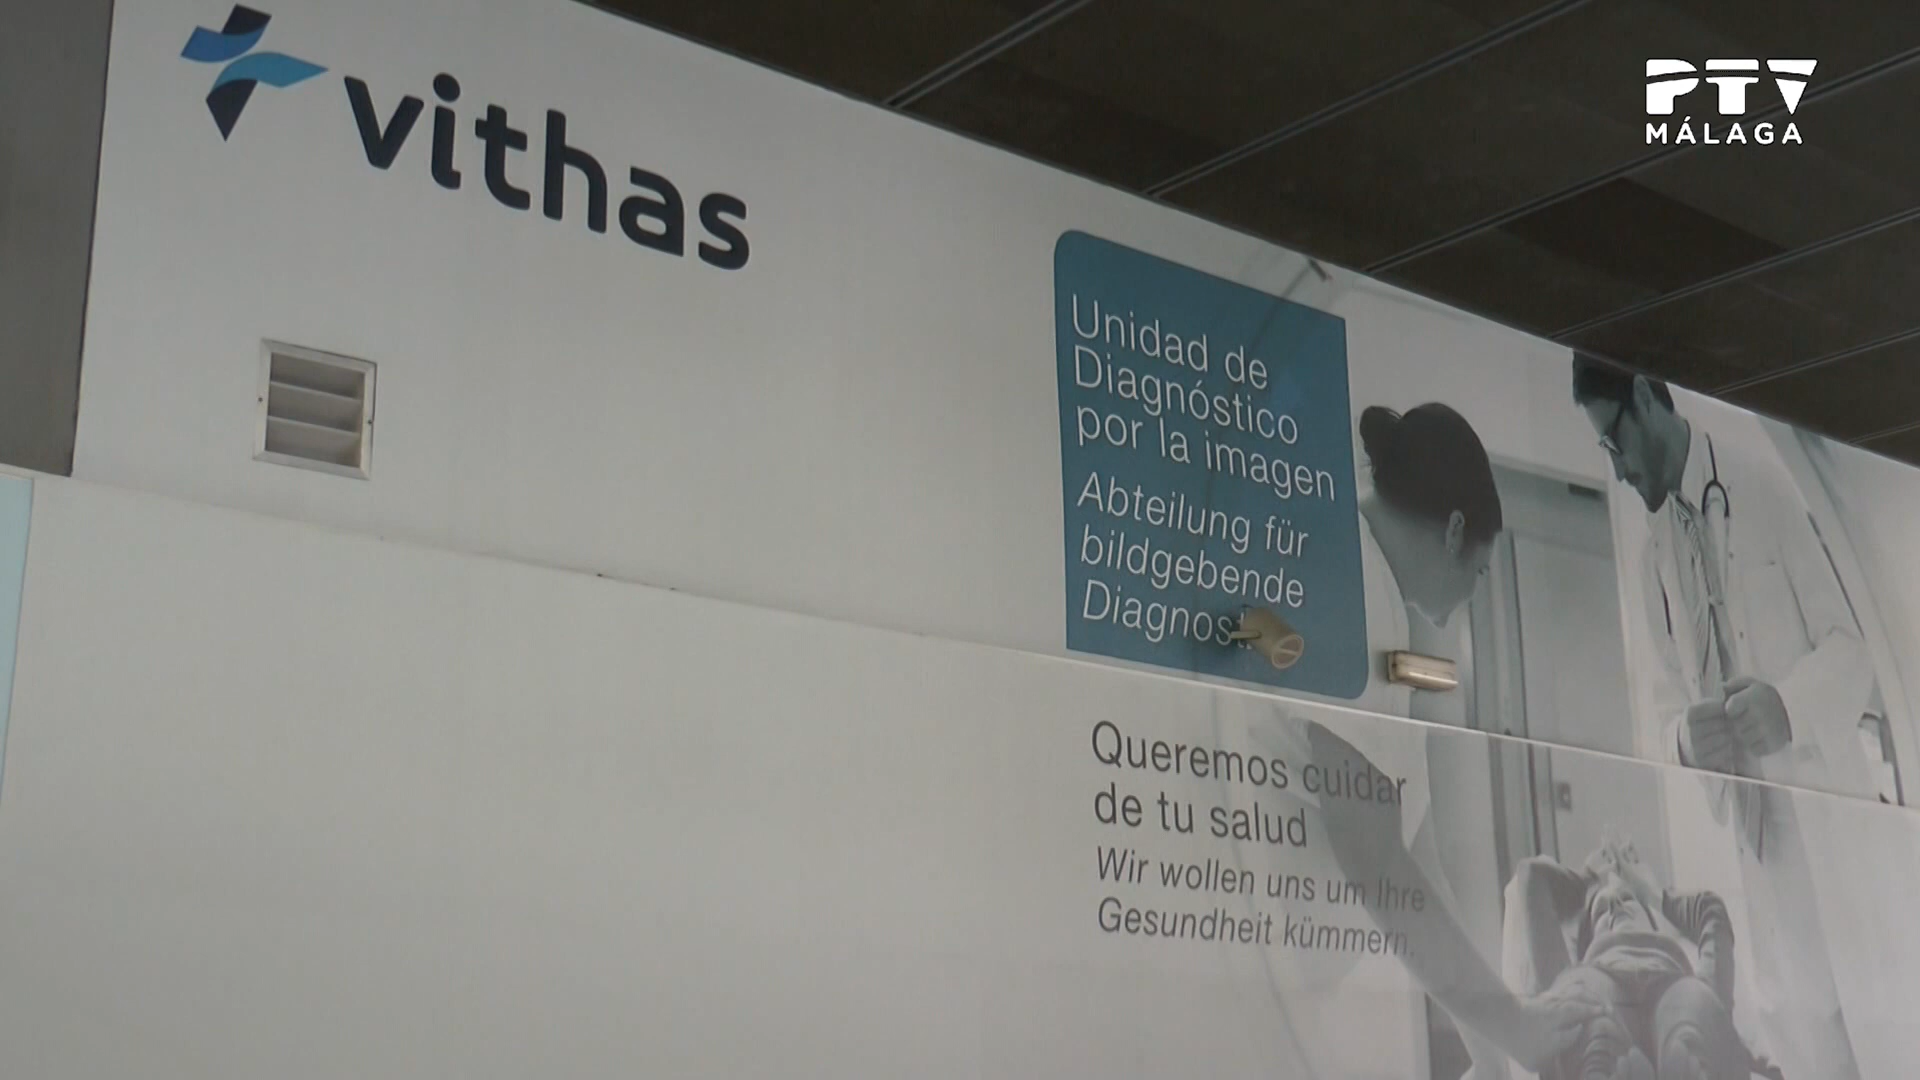 vithas
PTV
MÁLAGA
Unidad de
Diagnóstico
por la imagen
Abteilung für
bildgebende
Queremos cuidar
de tu salud
Wir wollen uns um Ihre
Gesundheit kümmern.